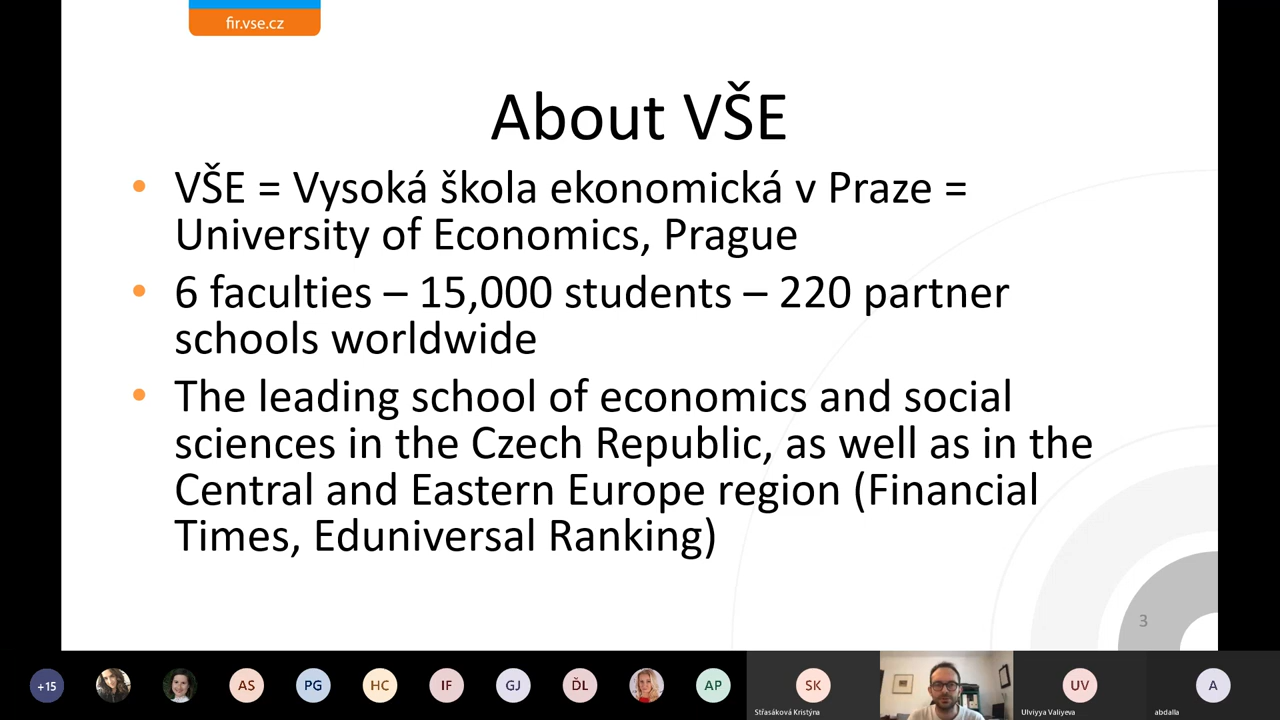 fir.vse.cz
About VŠE
• VŠE = Vysoká škola ekonomická v Praze =
University of Economics, Prague
• 6 faculties – 15,000 students – 220 partner
schools worldwide
• The leading school of economics and social
sciences in the Czech Republic, as well as in the
Central and Eastern Europe region (Financial
Times, Eduniversal Ranking)
3
+15
AS
PG
HC
IF
GJ
ĎL
AP
SK
Střasáková Kristýna
UV
Ulviyya Valiyeva
A
abdalla